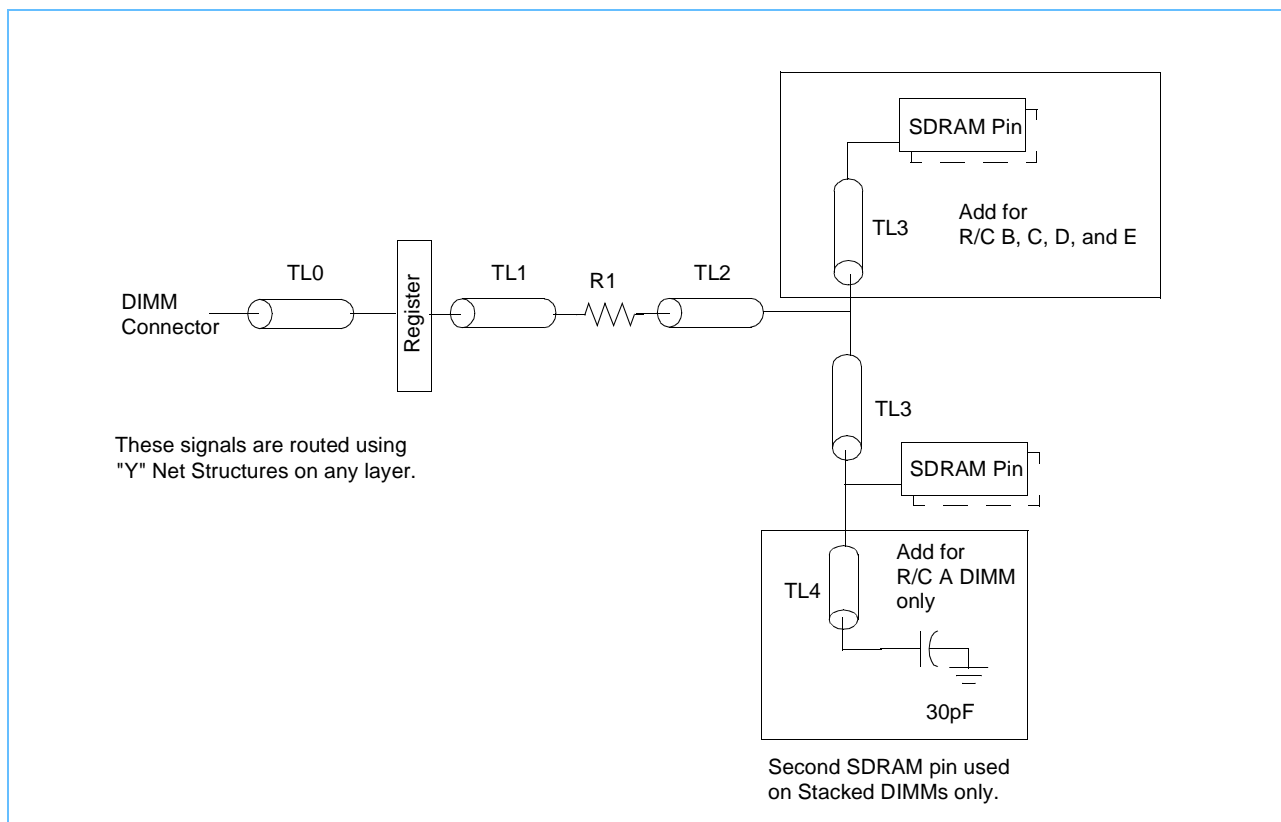 SDRAM Pin
Add for
R/C B, C, D, and E
TL3
TL0
TL1
R1
TL2
DIMM
Connector
Register
TL3
These signals are routed using
"Y" Net Structures on any layer.
SDRAM Pin
Add for
R/C A DIMM
only
TL4
30pF
Second SDRAM pin used
on Stacked DIMMs only.